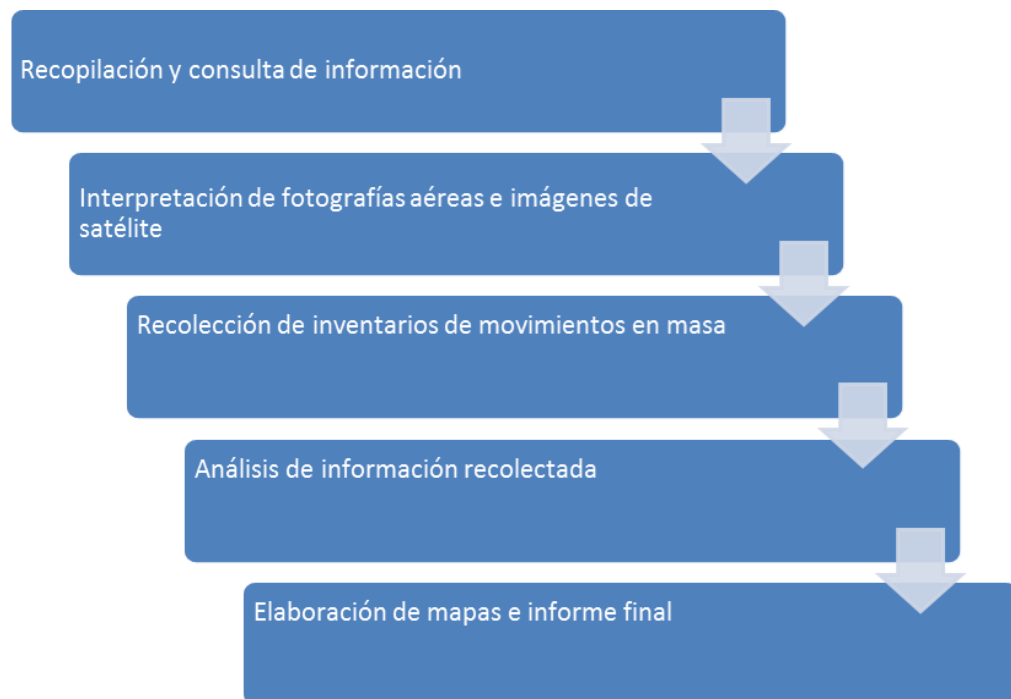 Recopilación y consulta de información
Interpretación de fotografías aéreas e imágenes de
satélite
Recolección de inventarios de movimientos en masa
Análisis de información recolectada
Elaboración de mapas e informe final